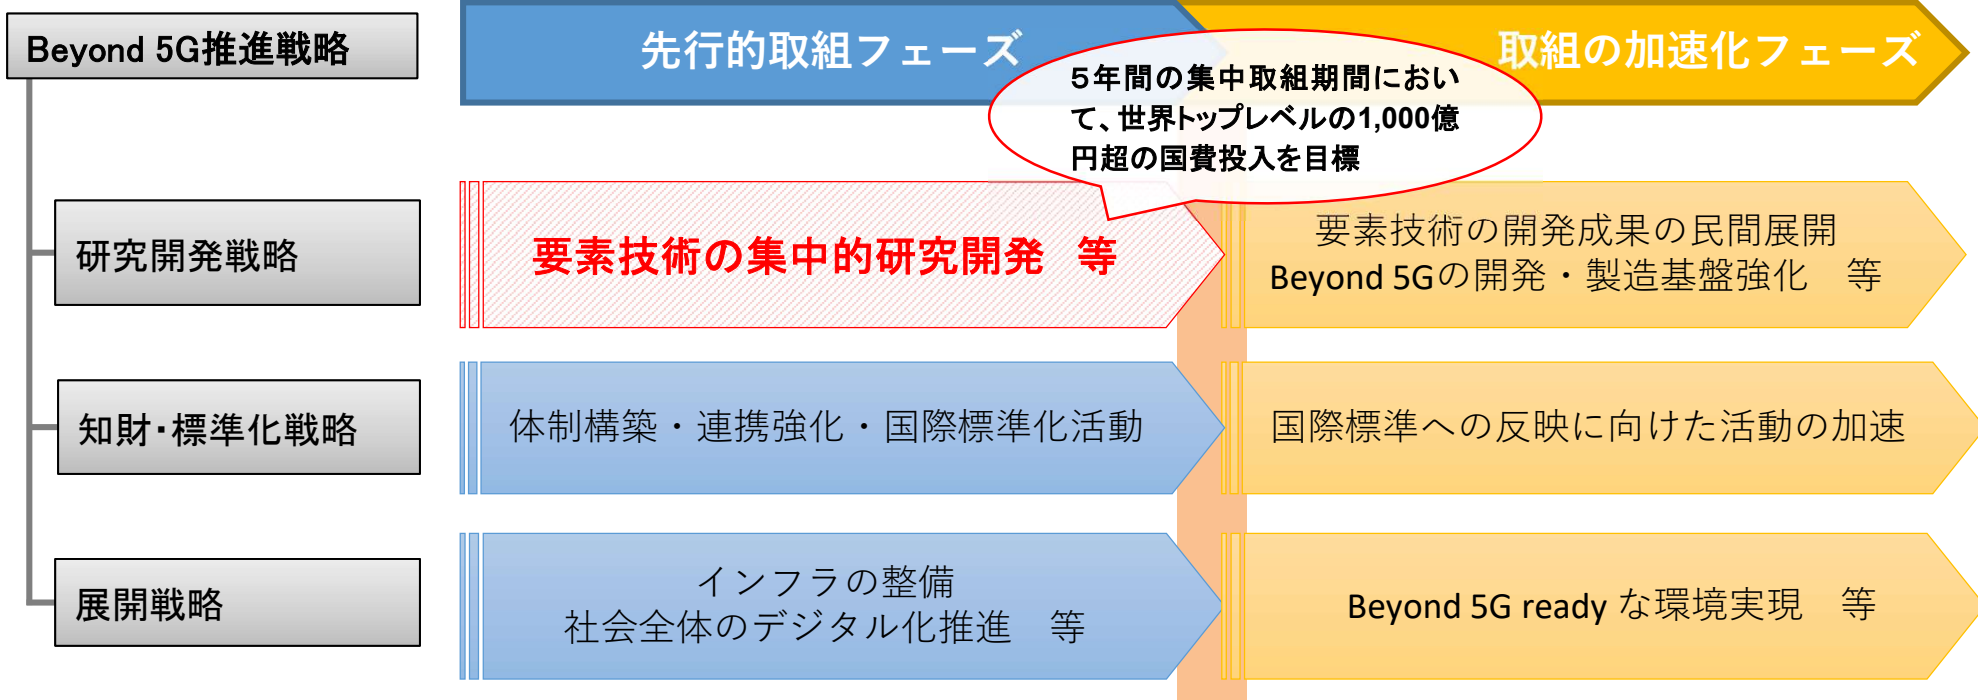 Beyond 5G推進戦略
先行的取組フェーズ
取組の加速化フェーズ
5年間の集中取組期間におい
て、世界トップレベルの1,000億
円超の国費投入を目標
研究開発戦略
要素技術の集中的研究開発　等
要素技術の開発成果の民間展開
Beyond 5Gの開発・製造基盤強化　等
知財・標準化戦略
体制構築・連携強化・国際標準化活動
国際標準への反映に向けた活動の加速
展開戦略
インフラの整備
社会全体のデジタル化推進　等
Beyond 5G ready な環境実現　等